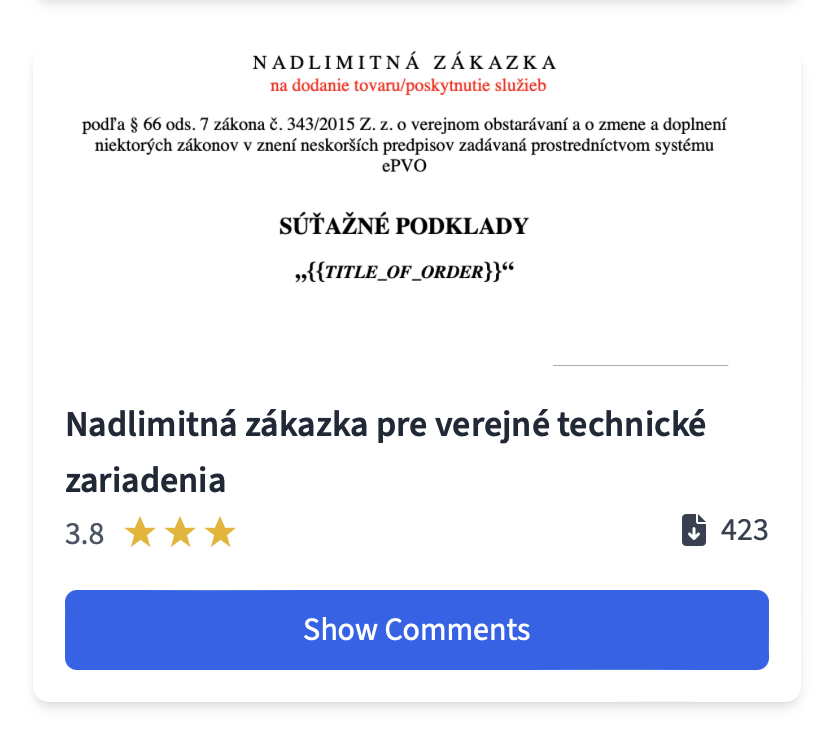 NADLIMITNÁ ZÁKAZKA
na dodanie tovaru/poskytnutie služieb
podľa § 66 ods. 7 zákona č. 343/2015 Z. z. o verejnom obstarávaní a o zmene a doplnení
niektorých zákonov v znení neskorších predpisov zadávaná prostredníctvom systému
ePVO
SÚŤAŽNÉ PODKLADY
„{{TITLE_OF_ORDER}}“
Nadlimitná zákazka pre verejné technické
zariadenia
3.8 423
Show Comments